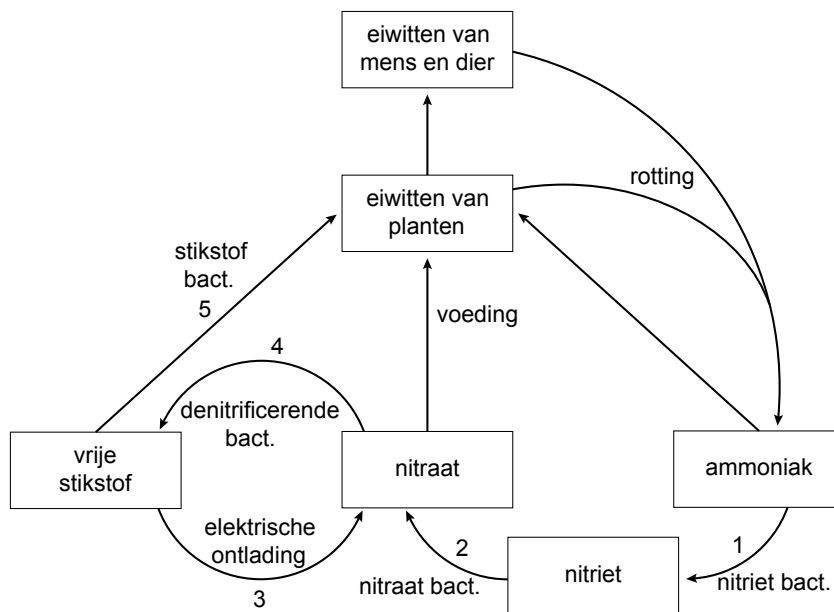 eiwitten van
mens en dier
rotting
eiwitten van
planten
stikstof
bact.
5
voeding
4
denitrificerende
bact.
vrije
stikstof
nitraat
ammoniak
elektrische
ontlading
3
2
nitraat bact.
nitriet
1
nitriet bact.